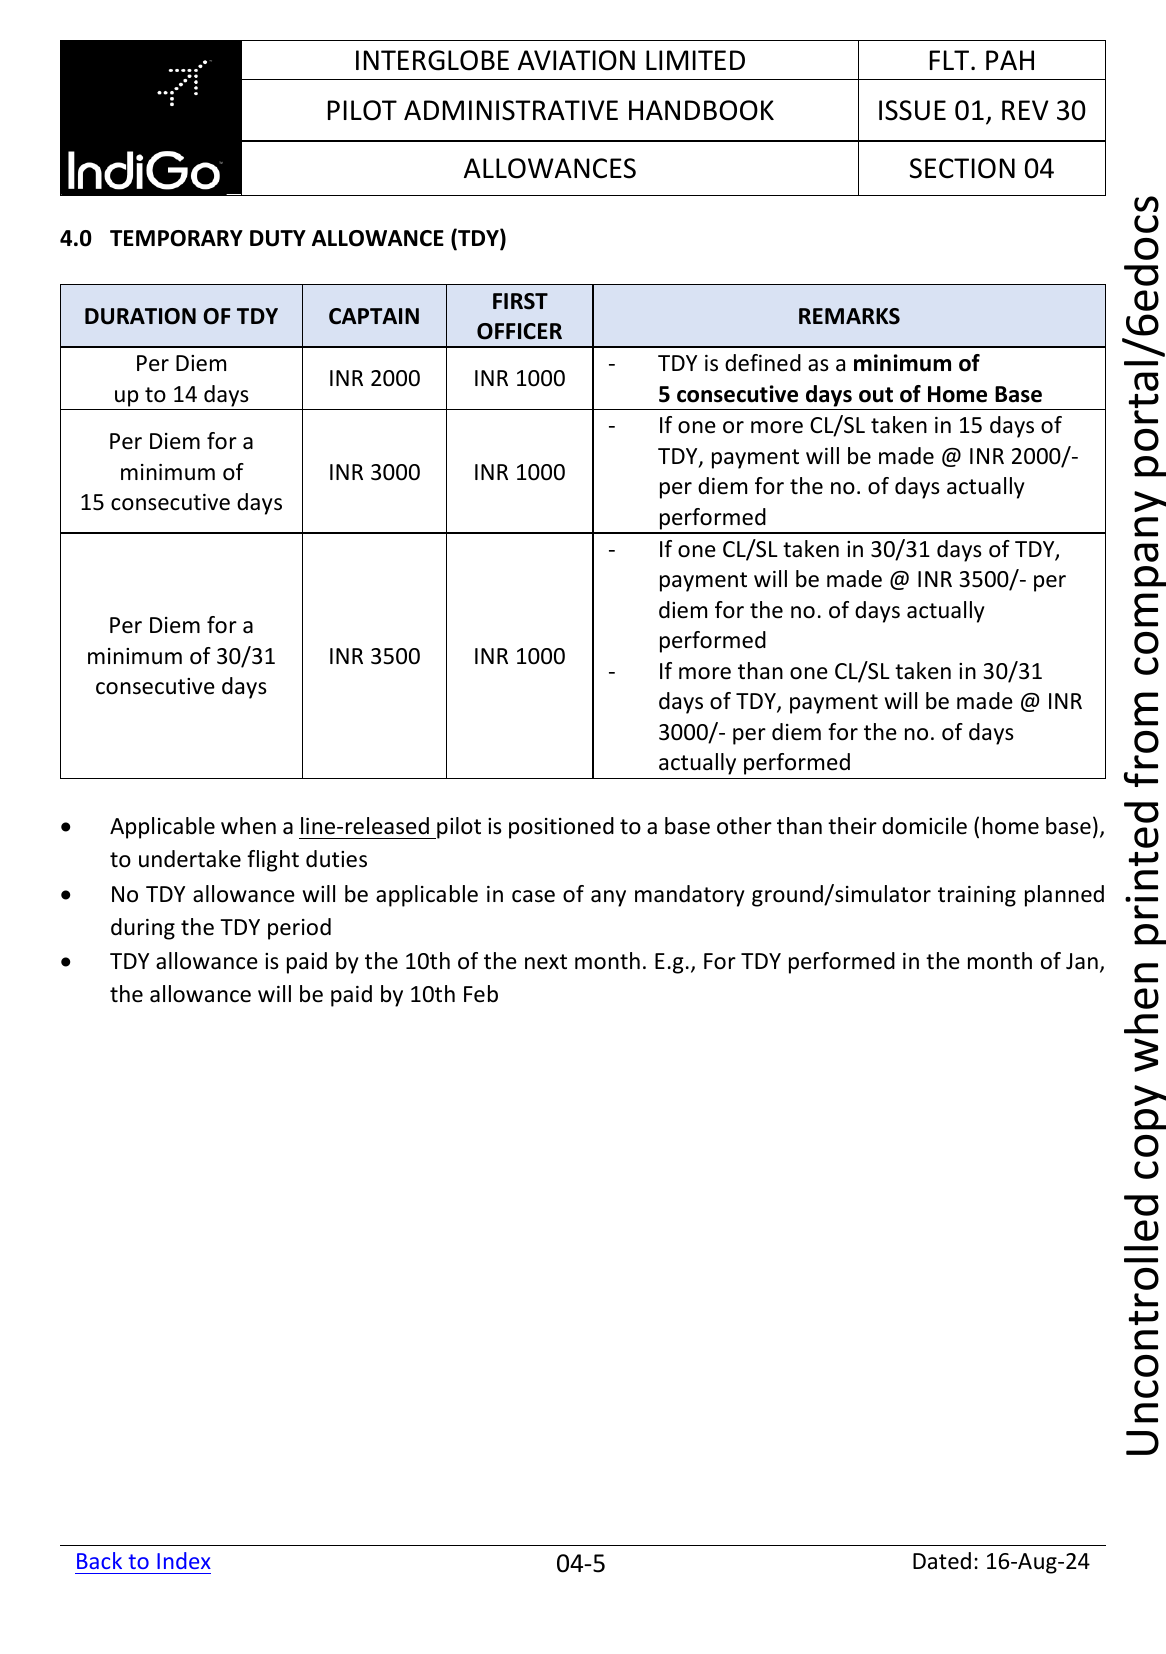 INTERGLOBE AVIATION LIMITED
FLT. PAH
PILOT ADMINISTRATIVE HANDBOOK
ISSUE 01, REV 30
IndiGo
ALLOWANCES
SECTION 04
4.0 TEMPORARY DUTY ALLOWANCE (TDY)
DURATION OF TDY
CAPTAIN
FIRST
OFFICER
REMARKS
Per Diem
up to 14 days
INR 2000
INR 1000
- TDY is defined as a minimum of
5 consecutive days out of Home Base
Per Diem for a
minimum of
15 consecutive days
INR 3000
INR 1000
- If one or more CL/SL taken in 15 days of
TDY, payment will be made @ INR 2000/-
per diem for the no. of days actually
performed
Per Diem for a
minimum of 30/31
consecutive days
INR 3500
INR 1000
- If one CL/SL taken in 30/31 days of TDY,
payment will be made @ INR 3500/- per
diem for the no. of days actually
performed
- If more than one CL/SL taken in 30/31
days of TDY, payment will be made @ INR
3000/- per diem for the no. of days
actually performed
• Applicable when a line-released pilot is positioned to a base other than their domicile (home base),
to undertake flight duties
• No TDY allowance will be applicable in case of any mandatory ground/simulator training planned
during the TDY period
• TDY allowance is paid by the 10th of the next month. E.g., For TDY performed in the month of Jan,
the allowance will be paid by 10th Feb
Uncontrolled copy when printed from company portal/6edocs
Back to Index
04-5
Dated: 16-Aug-24